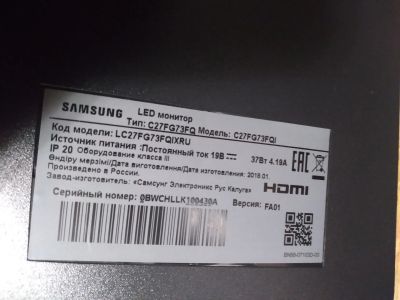 SAMSUNG LED монитор
Тип: C27FG73FQ Модель: C27FG73FQI
Код модели: LC27FG73FQIXRU
Источник питания :Постоянный ток 19В 37Вт 4.19A
IP 20 Оборудование класса III
Өндіру мерзімі/Дата виготовлення/Дата изготовления: 2018.01.
Произведено в России.
Завод-изготовитель: «Самсунг Электроникс Рус Калуга»
HDMI
Серийный номер: 0BWCHLLK100430A Версия: FA01